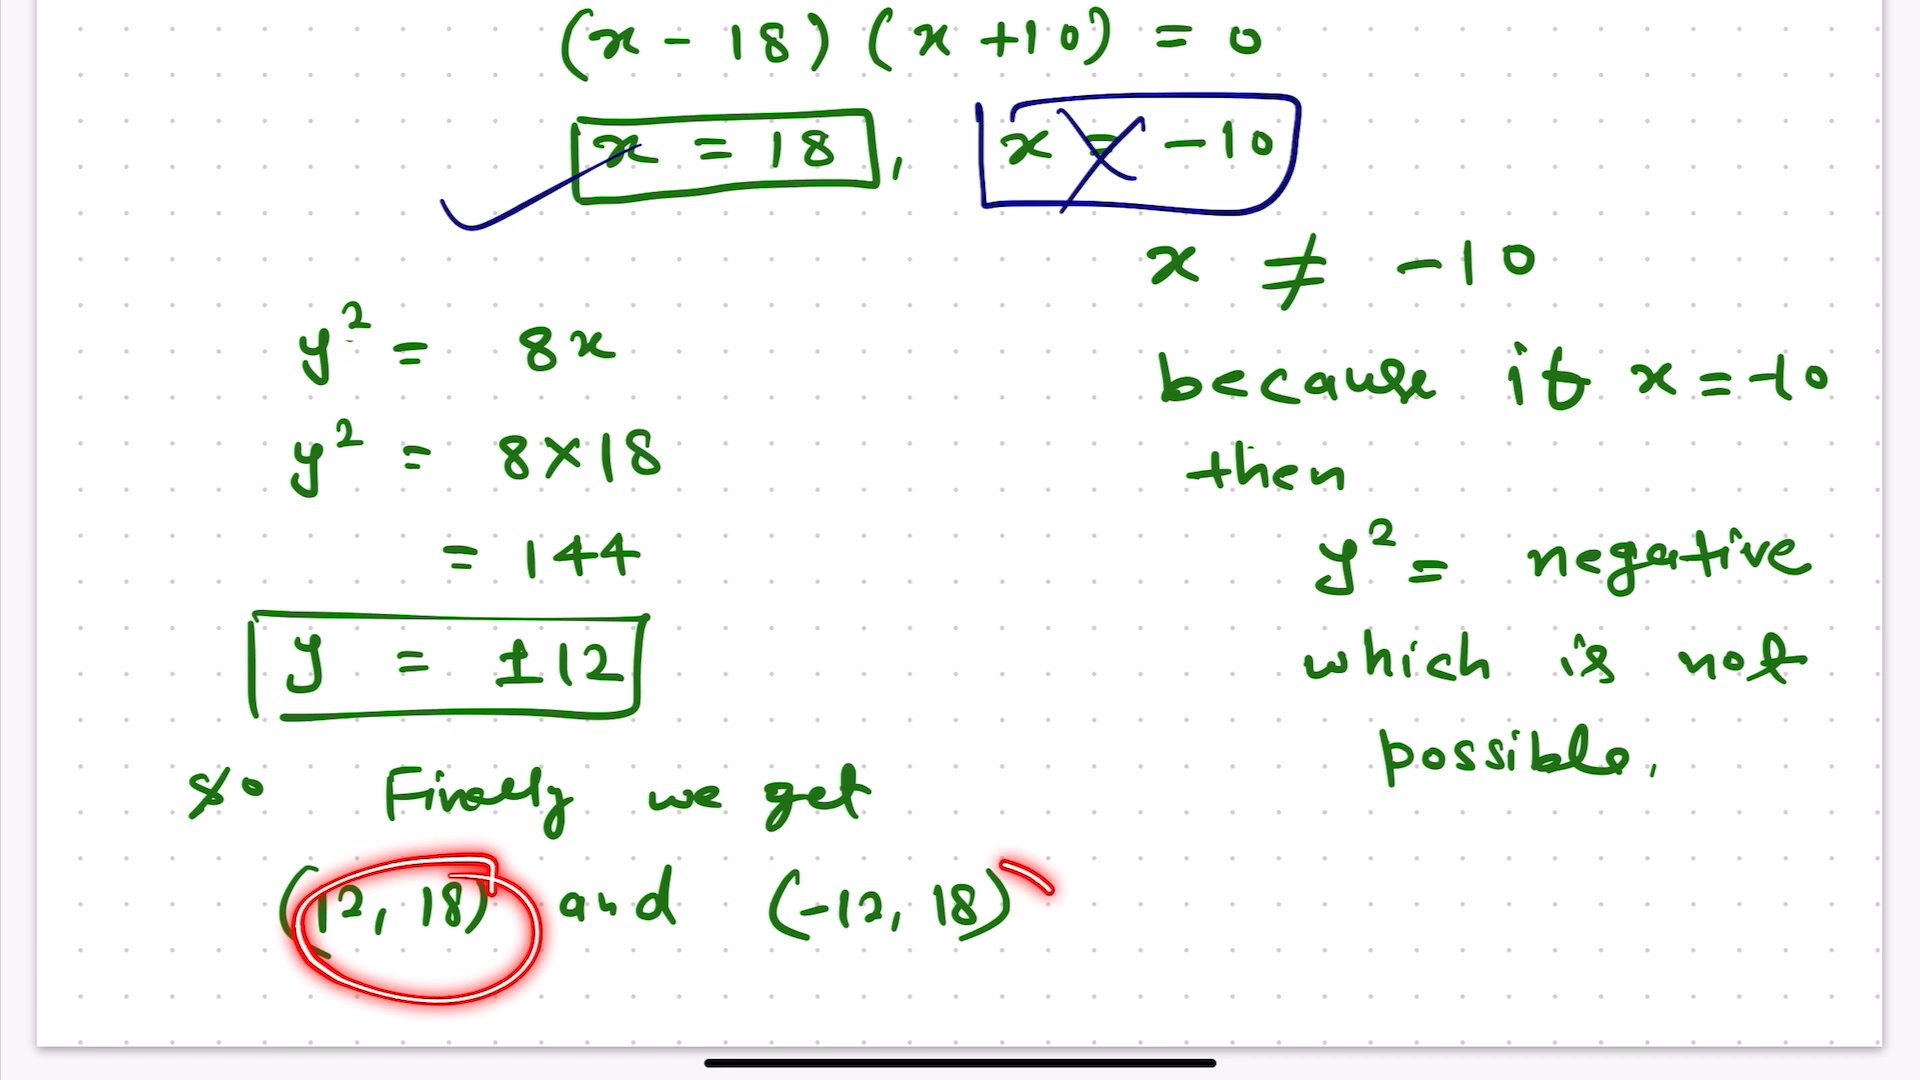 (x - 18) (x + 10) = 0
x = 18, x = -10
x ≠ -10
y² = 8x
because if x = -10
y² = 8×18
then
= 144
y² = negative
y = ±12
which is not
possible.
So Finally we get
(12, 18) and (-12, 18)